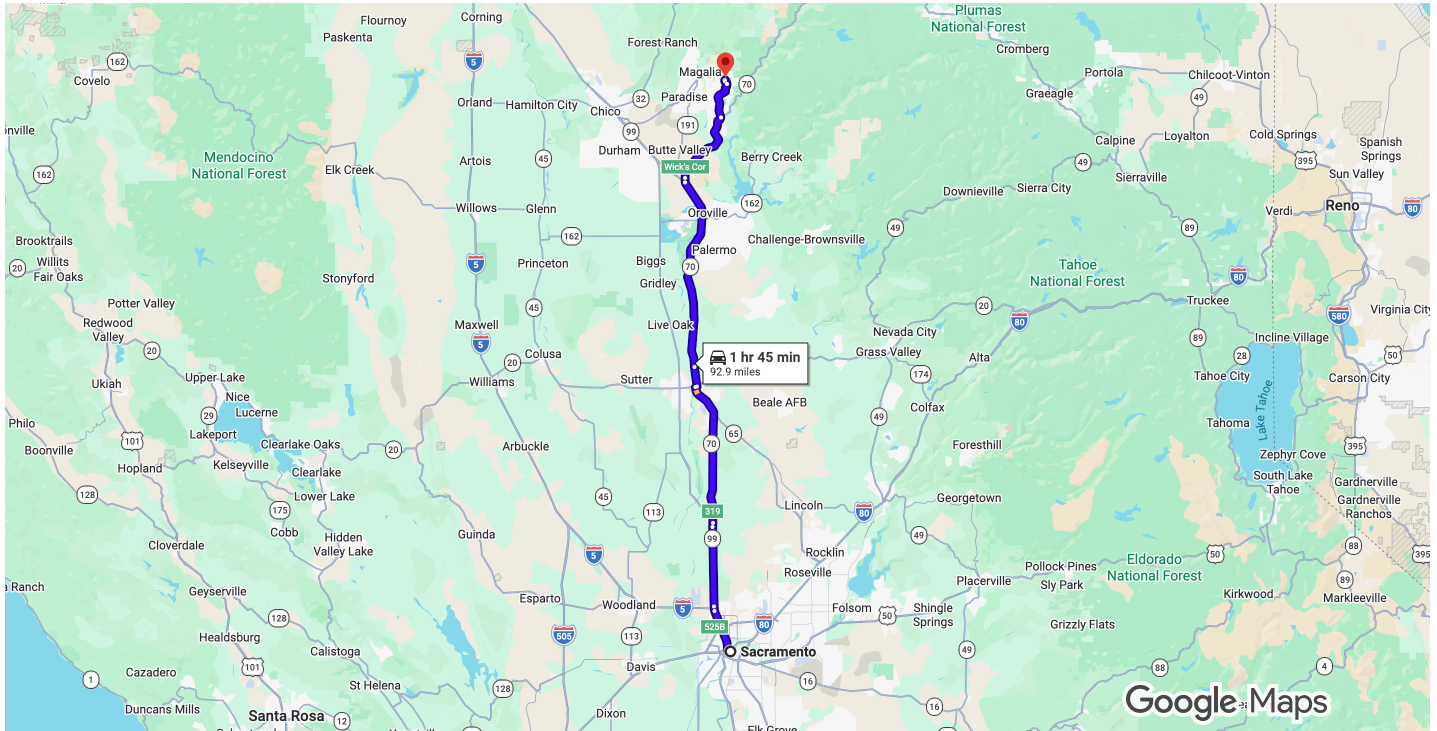 Plumas
National Forest
Corning
Flournoy
Paskenta
Forest Ranch
Cromberg
162
Covelo
5
Magalia
70
Portola
Chilcoot-Vinton
Graeagle
Orland
Hamilton City
32
Paradise
49
Chico
99
191
Loyalton
Calpine
Cold Springs
Durham
Butte Valley
Mendocino
National Forest
Artois
45
Berry Creek
49
395
Spanish
Springs
Elk Creek
Wick's Cor
162
Sierraville
Sun Valley
Downieville
Sierra City
Willows
Glenn
Oroville
162
Reno
80
Verdi
49
89
162
Challenge-Brownsville
Brooktrails
Palermo
Willits
20
Fair Oaks
5
Princeton
Biggs
70
Tahoe
National Forest
80
Stonyford
Gridley
Potter Valley
45
20
Truckee
Virginia City
Redwood
Valley
Maxwell
Live Oak
80
580
Nevada City
89
Incline Village
20
5
Colusa
1 hr 45 min
92.9 miles
Grass Valley
Alta
28
50
20
Ukiah
Upper Lake
Williams
Sutter
174
Tahoe City
Carson City
Nice
Lucerne
Beale AFB
Colfax
Lake Tahoe
29
49
Philo
Lakeport
Tahoma
101
Clearlake Oaks
65
70
Boonville
20
Arbuckle
Foresthill
395
Zephyr Cove
Hopland
Kelseyville
Clearlake
South Lake
Tahoe
128
Lower Lake
45
Georgetown
Gardnerville
Gardnerville
Ranchos
175
113
319
Lincoln
80
Cobb
Hidden
Valley Lake
Guinda
99
49
88
Cloverdale
5
Rocklin
Eldorado
National Forest
50
395
Roseville
Pollock Pines
Placerville
Sly Park
89
Geyserville
Esparto
Woodland
5
Folsom
50
Shingle
Springs
Kirkwood
Markleeville
128
525B
80
Grizzly Flats
505
113
Healdsburg
Calistoga
Sacramento
49
101
Davis
88
4
Cazadero
1
St Helena
128
16
16
Duncans Mills
Santa Rosa
12
Dixon
Elk Grove
Google Maps